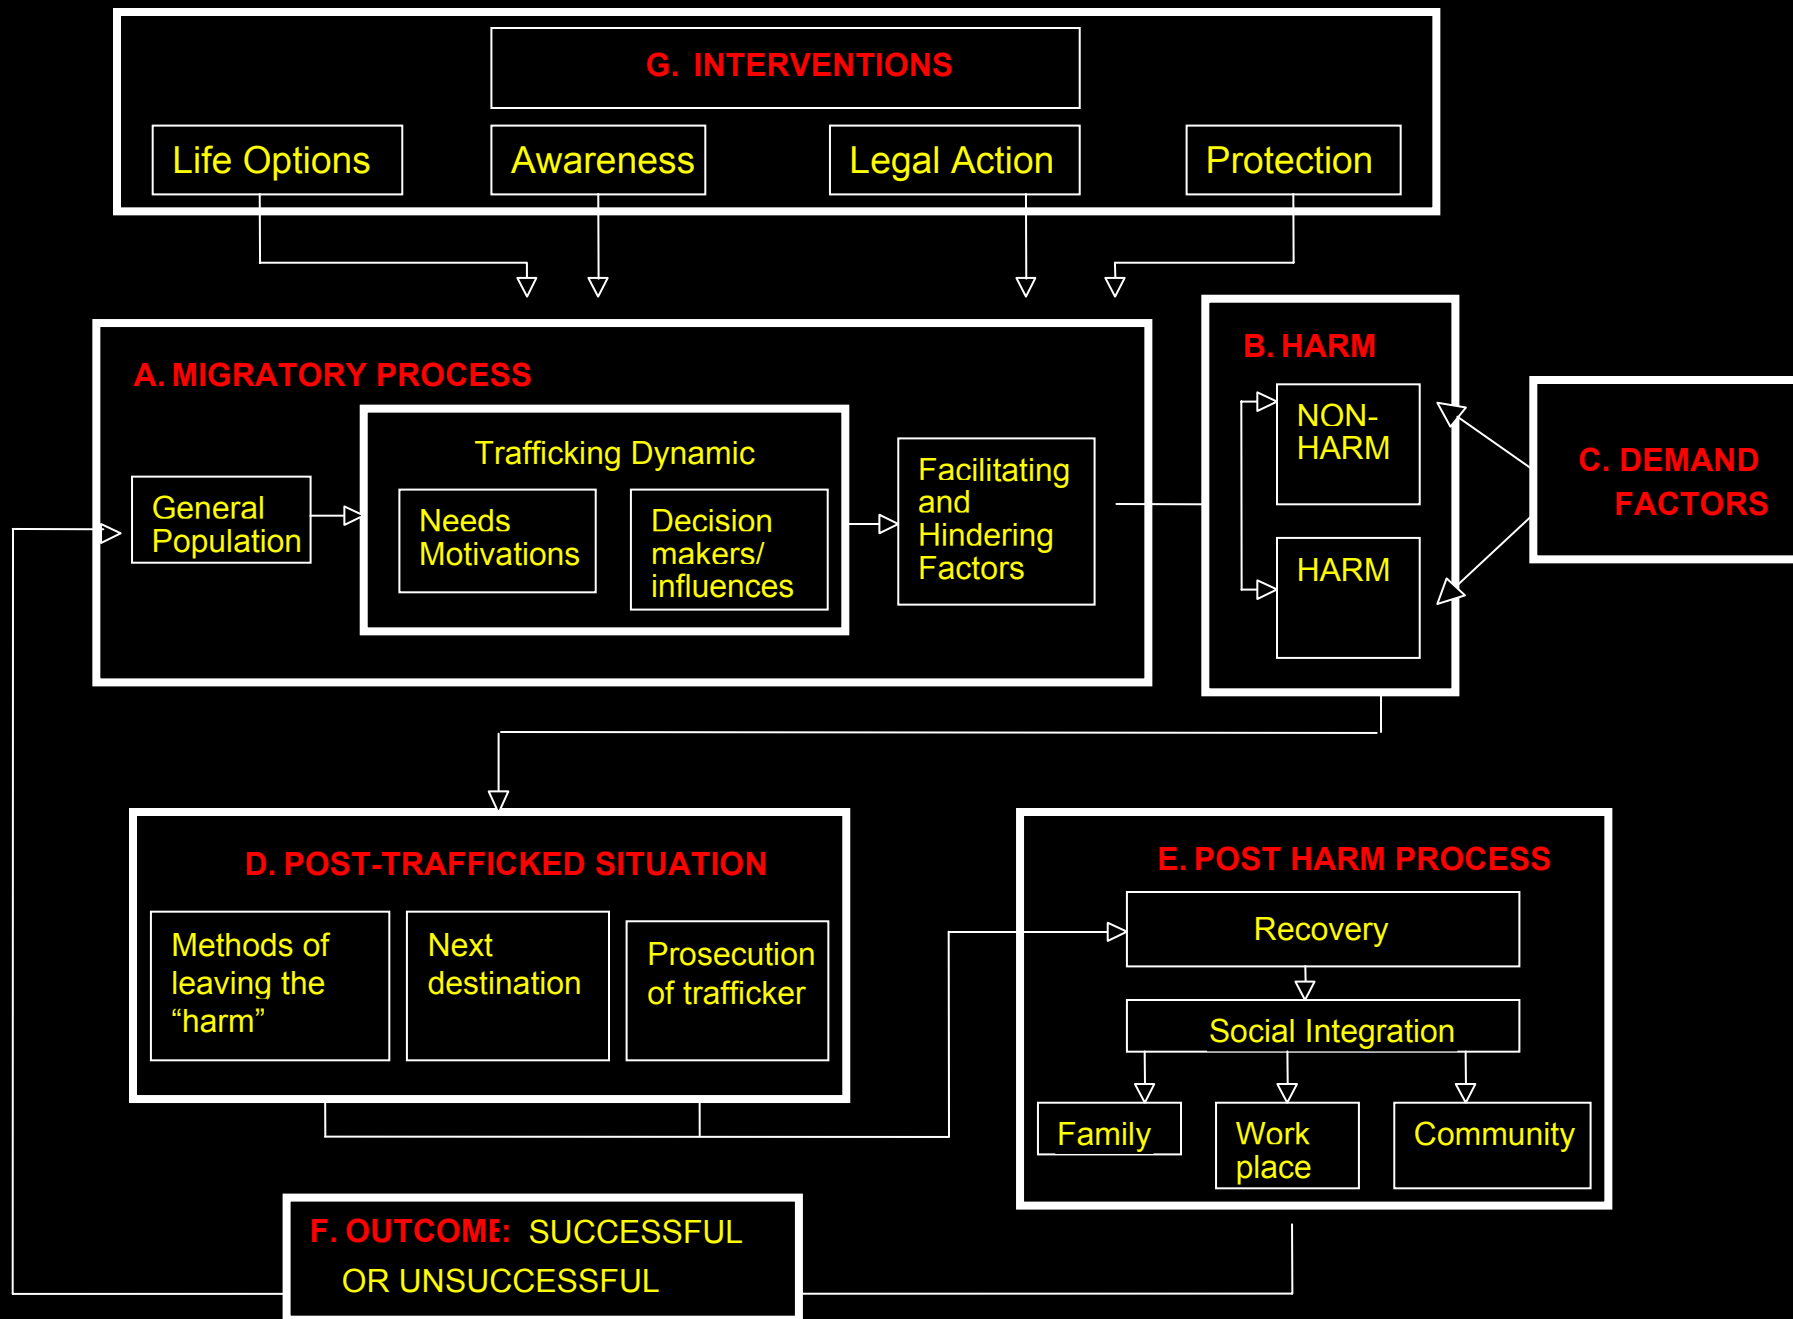 G. INTERVENTIONS
Life Options
Awareness
Legal Action
Protection
A. MIGRATORY PROCESS
General
Population
Trafficking Dynamic
Needs
Motivations
Decision
makers/
influences
Facilitating
and
Hindering
Factors
B. HARM
NON-
HARM
HARM
C. DEMAND
FACTORS
D. POST-TRAFFICKED SITUATION
Methods of
leaving the
“harm”
Next
destination
Prosecution
of trafficker
E. POST HARM PROCESS
Recovery
Social Integration
Family
Work
place
Community
F. OUTCOME: SUCCESSFUL
OR UNSUCCESSFUL